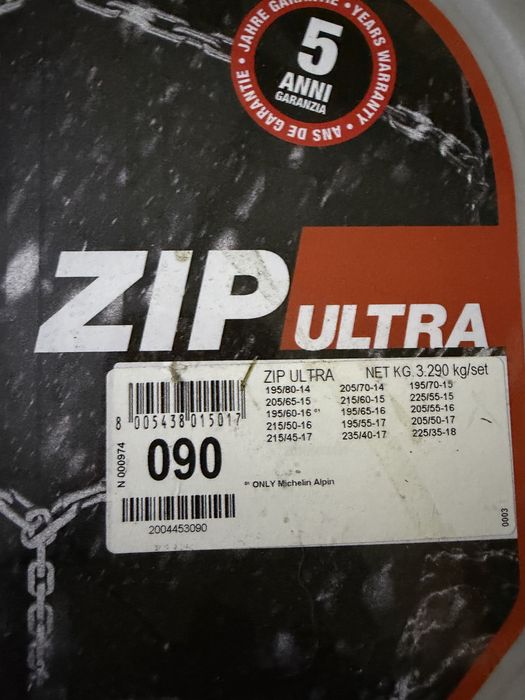 JAHRE GARANTIE • YEARS WARRANTY • ANS DE GARANTIE •
5
ANNI
GARANZIA
ZIP ULTRA
ZIP ULTRA NET KG. 3.290 kg/set
195/80-14 205/70-14 195/70-15
205/65-15 215/60-15 225/55-15
195/60-16 ⁽¹⁾ 195/65-16 205/55-16
215/50-16 195/55-17 205/50-17
215/45-17 235/40-17 225/35-18
8 005438 015017
N 000974
090
⁽¹⁾ ONLY Michelin Alpin
2004453090
0003